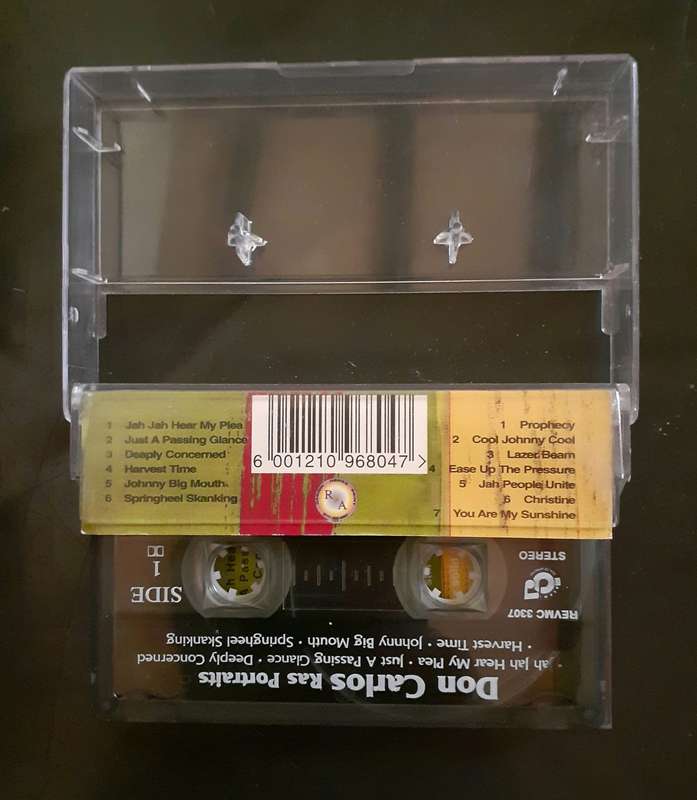 1 Jah Jah Hear My Plea
2 Just A Passing Glance
3 Deaply Concerned
4 Harvest Time
5 Johnny Big Mouth
6 Springheel Skanking
6 001210 968047 >
R A
1 Prophecy
2 Cool Johnny Cool
3 Lazer Beam
4 Ease Up The Pressure
5 Jah People Unite
6 Christine
7 You Are My Sunshine
Don Carlos Ras Portraits
• Jah Jah Hear My Plea • Just A Passing Glance • Deeply Concerned
• Harvest Time • Johnny Big Mouth • Springheel Skanking
REVMC 3307
STEREO
SIDE
1